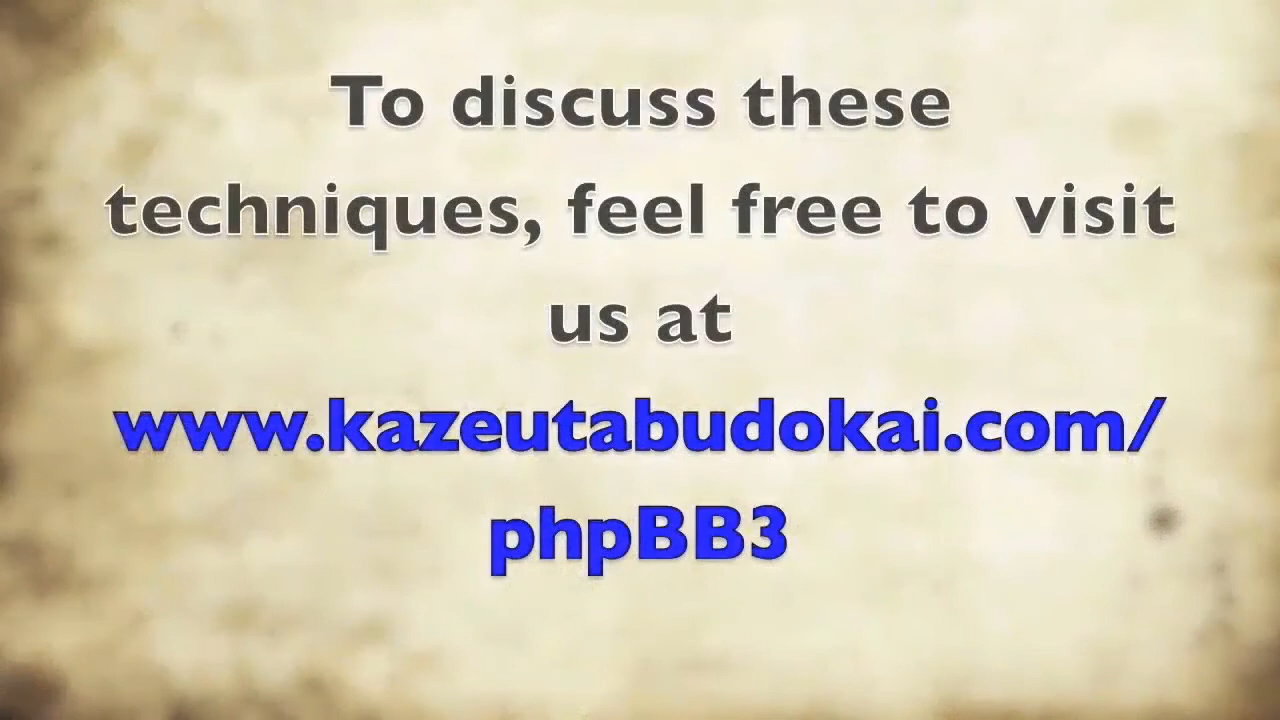 To discuss these
techniques, feel free to visit
us at
www.kazeutabudokai.com/
phpBB3